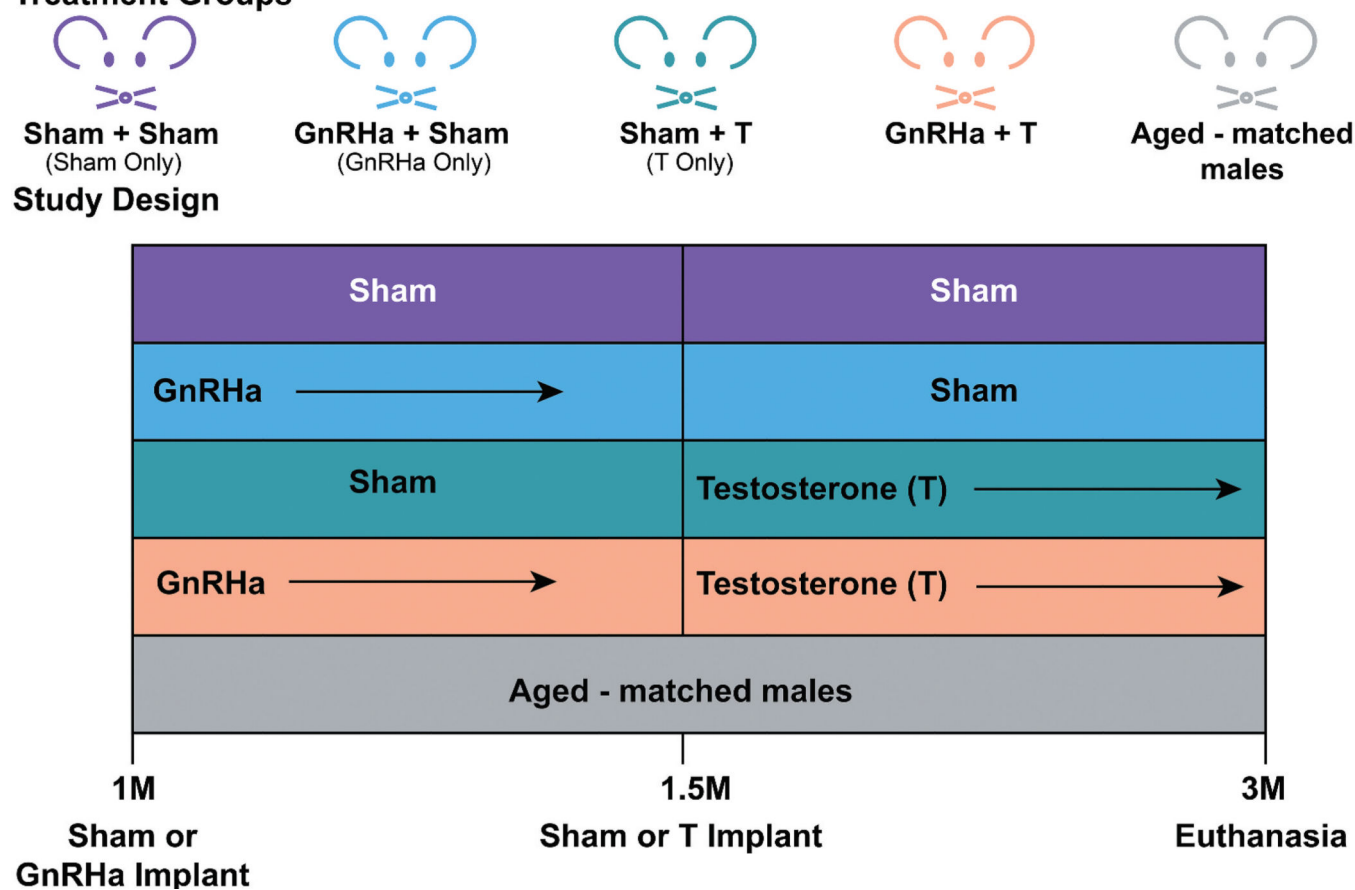 Treatment Groups
Sham + Sham
(Sham Only)
GnRHa + Sham
(GnRHa Only)
Sham + T
(T Only)
GnRHa + T
Aged - matched
males
Study Design
Sham
Sham
GnRHa
Sham
Sham
Testosterone (T)
GnRHa
Testosterone (T)
Aged - matched males
1M
Sham or
GnRHa Implant
1.5M
Sham or T Implant
3M
Euthanasia